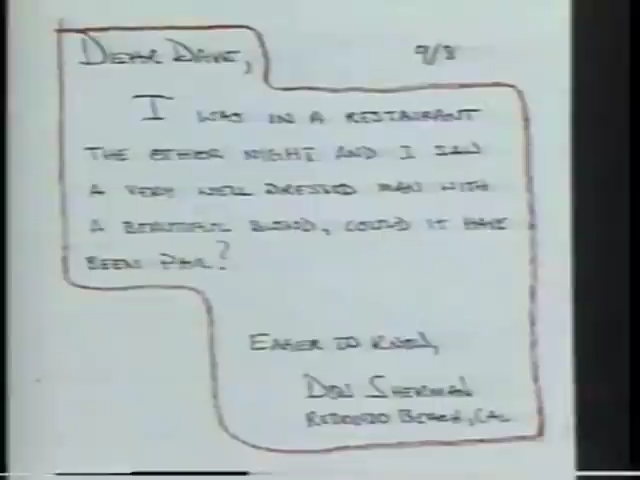 DEAR DAVE,
9/8
I WAS IN A RESTAURANT
THE OTHER NIGHT AND I SAW
A VERY WELL DRESSED MAN WITH
A BEAUTIFUL BLOND, COULD IT HAVE
BEEN PAUL?
EAGER TO KNOW,
DON SHERMAN
REDONDO BEACH, CA